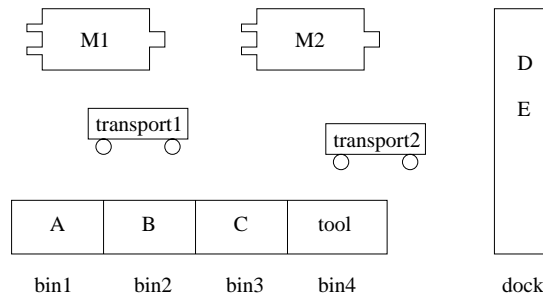 M1 M2
D
E
transport1
transport2
A B C tool
bin1 bin2 bin3 bin4 dock